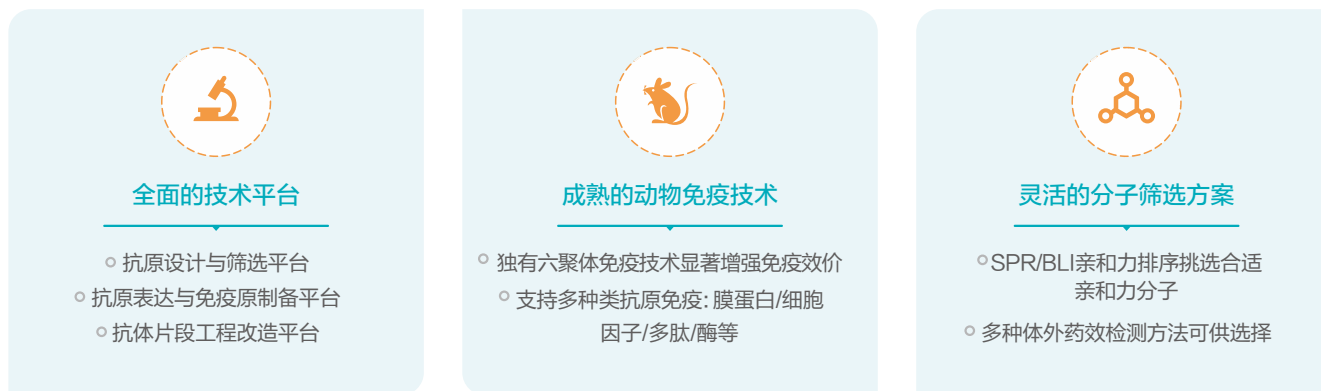 全面的技术平台
抗原设计与筛选平台
抗原表达与免疫原制备平台
抗体片段工程改造平台
成熟的动物免疫技术
独有六聚体免疫技术显著增强免疫效价
支持多种类抗原免疫: 膜蛋白/细胞
因子/多肽/酶等
灵活的分子筛选方案
SPR/BLI亲和力排序挑选合适
亲和力分子
多种体外药效检测方法可供选择